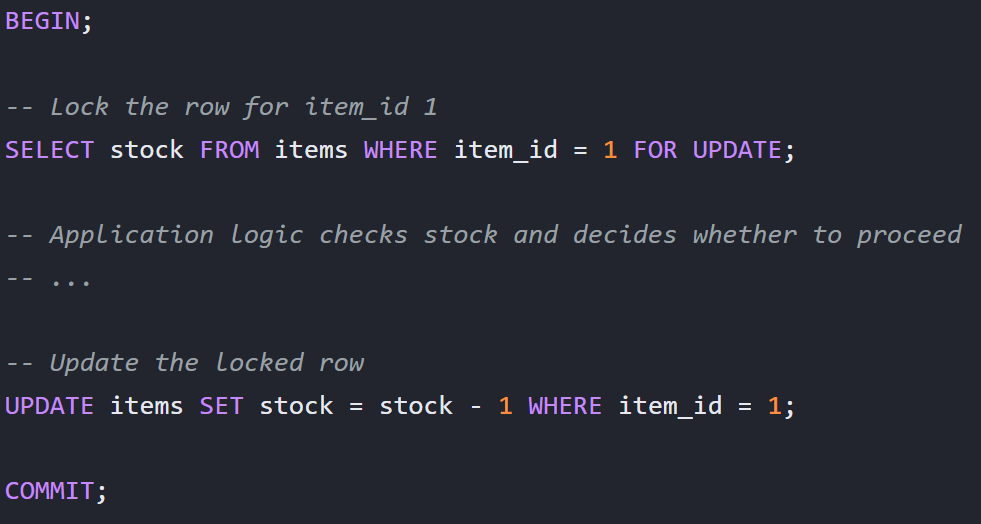 BEGIN;
-- Lock the row for item_id 1
SELECT stock FROM items WHERE item_id = 1 FOR UPDATE;
-- Application logic checks stock and decides whether to proceed
-- ...
-- Update the locked row
UPDATE items SET stock = stock - 1 WHERE item_id = 1;
COMMIT;